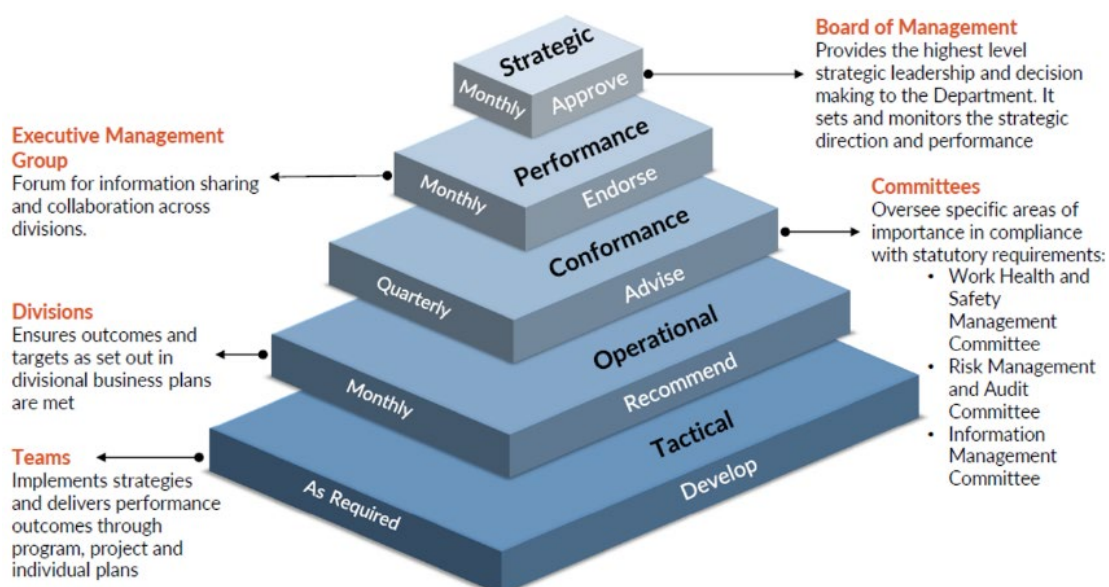 Strategic
Monthly
Approve
Board of Management
Provides the highest level
strategic leadership and decision
making to the Department. It
sets and monitors the strategic
direction and performance
Executive Management
Group
Forum for information sharing
and collaboration across
divisions.
Performance
Monthly
Endorse
Committees
Oversee specific areas of
importance in compliance
with statutory requirements:
• Work Health and
Safety
Management
Committee
• Risk Management
and Audit
Committee
• Information
Management
Committee
Conformance
Quarterly
Advise
Divisions
Ensures outcomes and
targets as set out in
divisional business plans
are met
Operational
Monthly
Recommend
Teams
Implements strategies
and delivers performance
outcomes through
program, project and
individual plans
Tactical
As Required
Develop